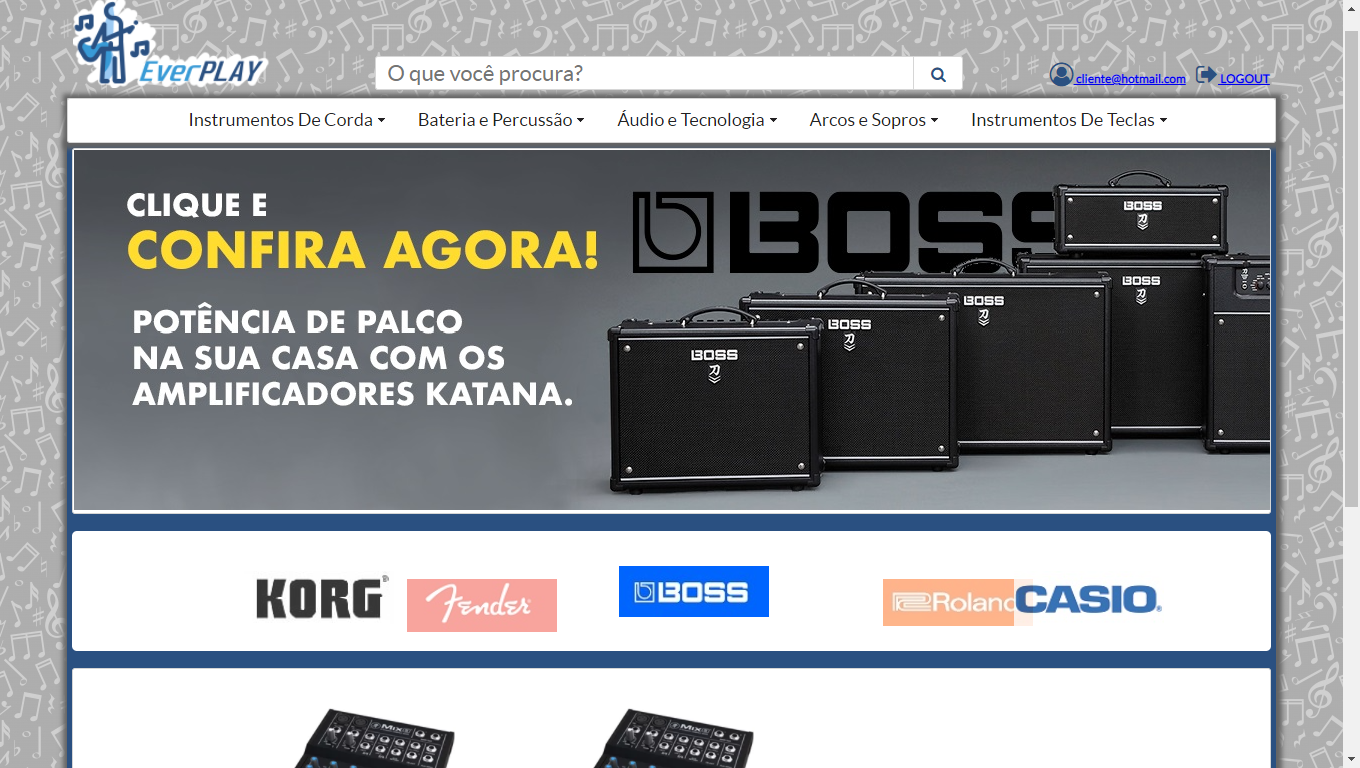 EverPLAY
O que você procura?
cliente@hotmail.com
LOGOUT
Instrumentos De Corda
Bateria e Percussão
Áudio e Tecnologia
Arcos e Sopros
Instrumentos De Teclas
CLIQUE E
CONFIRA AGORA!
POTÊNCIA DE PALCO
NA SUA CASA COM OS
AMPLIFICADORES KATANA.
BOSS
BOSS
BOSS
BOSS
BOSS
BOSS
KORG
Fender
BOSS
Roland
CASIO
Mix
Mix